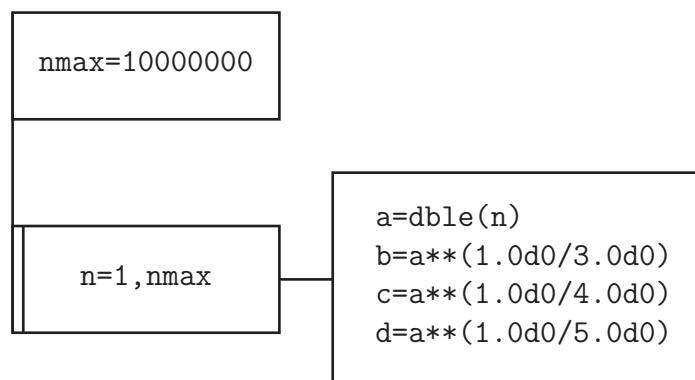 nmax=10000000
n=1,nmax
a=dble(n)
b=a**(1.0d0/3.0d0)
c=a**(1.0d0/4.0d0)
d=a**(1.0d0/5.0d0)